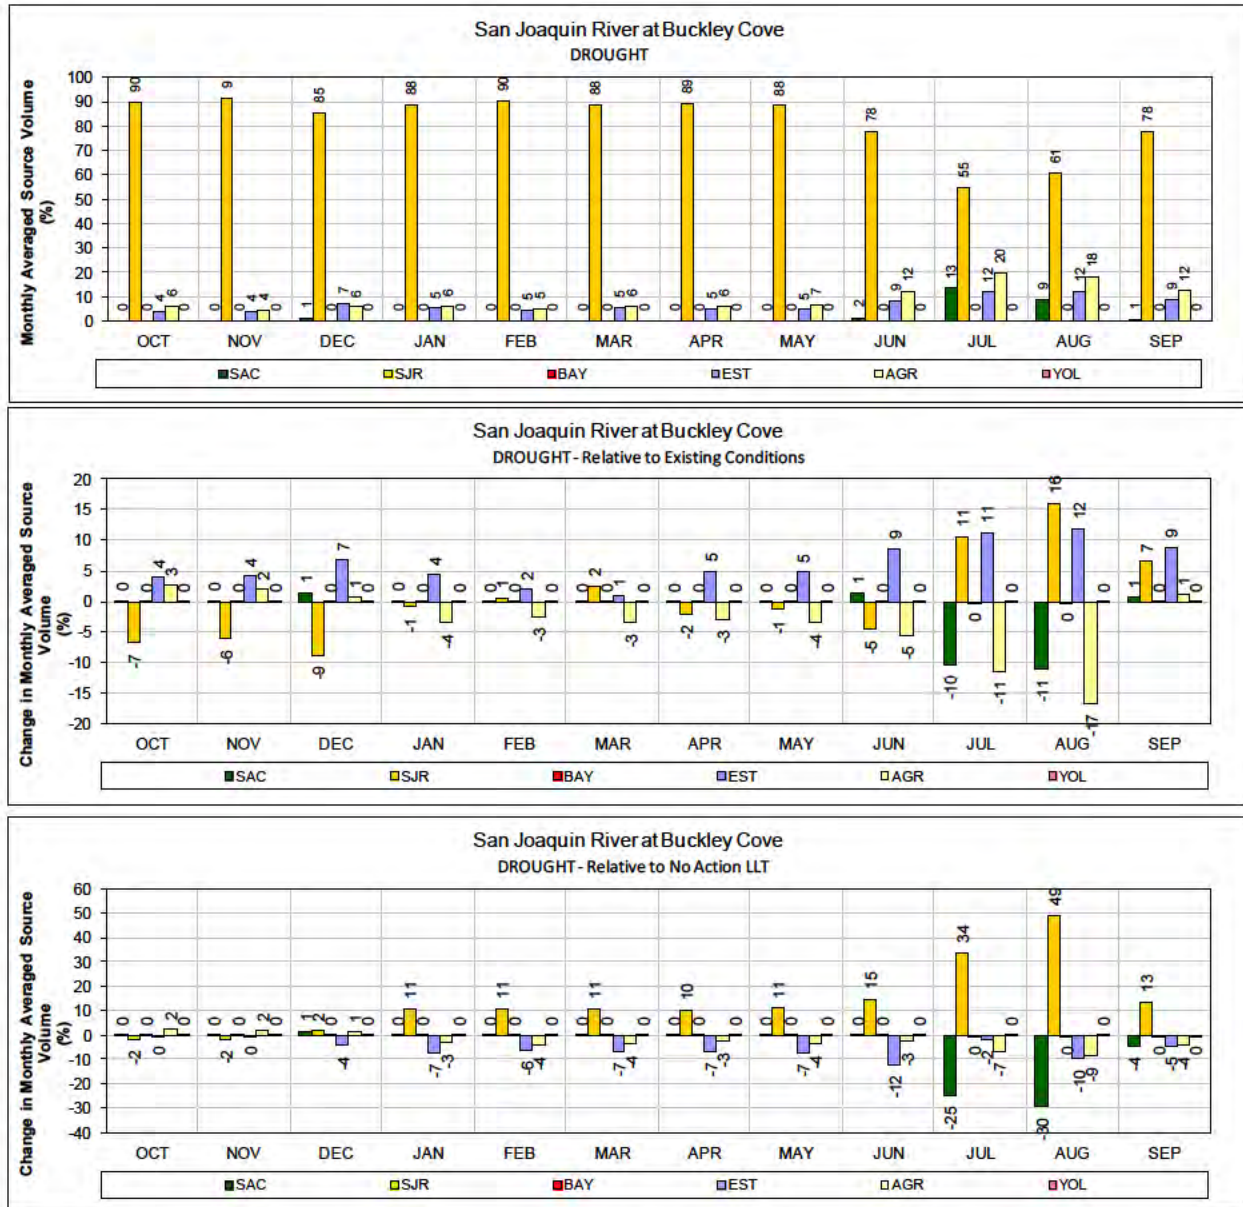 San Joaquin River at Buckley Cove
DROUGHT
Monthly Averaged Source Volume
(%)
100
90
80
70
60
50
40
30
20
10
0
0 90 0 4 6 0
0 9 0 4 4 0
1 85 0 7 6 0
0 88 0 5 6 0
0 90 0 5 5 0
0 88 0 5 6 0
0 89 0 5 6 0
0 88 0 5 7 0
2 78 0 9 12 0
13 55 0 12 20 0
9 61 0 12 18 0
1 78 0 9 12 0
OCT NOV DEC JAN FEB MAR APR MAY JUN JUL AUG SEP
SAC SJR BAY EST AGR YOL
San Joaquin River at Buckley Cove
DROUGHT - Relative to Existing Conditions
Change in Monthly Averaged Source
Volume
(%)
20
15
10
5
0
-5
-10
-15
-20
0 -7 0 4 3 0
0 -6 0 4 2 0
1 -9 0 7 1 0
0 -1 0 4 -4 0
0 1 0 2 -3 0
0 2 0 1 -3 0
0 -2 0 5 -3 0
0 -1 0 5 -4 0
1 -5 0 9 -5 0
-10 11 0 11 -11 0
-11 16 0 12 -17 0
1 7 0 9 1 0
OCT NOV DEC JAN FEB MAR APR MAY JUN JUL AUG SEP
SAC SJR BAY EST AGR YOL
San Joaquin River at Buckley Cove
DROUGHT - Relative to No Action LLT
Change in Monthly Averaged Source
Volume
(%)
60
50
40
30
20
10
0
-10
-20
-30
-40
0 -2 0 0 2 0
0 -2 0 0 2 0
1 2 0 -4 1 0
0 11 0 -7 -3 0
0 11 0 -6 -4 0
0 11 0 -7 -4 0
0 10 0 -7 -3 0
0 11 0 -7 -4 0
0 15 0 -12 -3 0
-25 34 0 -2 -7 0
-30 49 0 -10 -9 0
-4 13 0 -5 -4 0
OCT NOV DEC JAN FEB MAR APR MAY JUN JUL AUG SEP
SAC SJR BAY EST AGR YOL